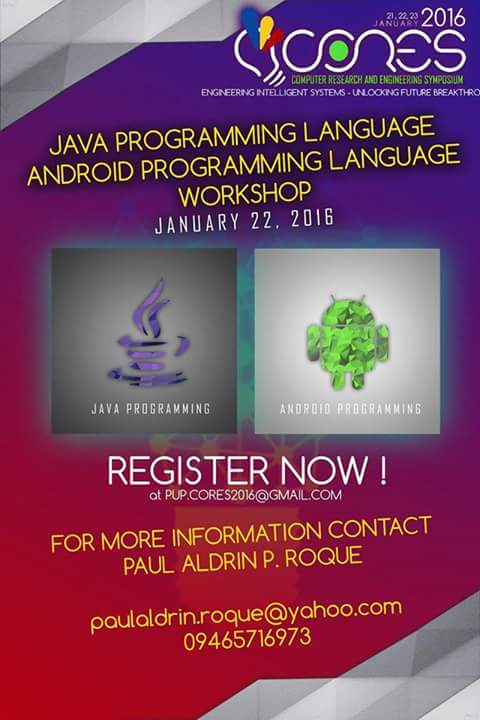 21, 22, 23
JANUARY 2016
CORES
COMPUTER RESEARCH AND ENGINEERING SYMPOSIUM
ENGINEERING INTELLIGENT SYSTEMS - UNLOCKING FUTURE BREAKTHRO
JAVA PROGRAMMING LANGUAGE
ANDROID PROGRAMMING LANGUAGE
WORKSHOP
JANUARY 22, 2016
JAVA PROGRAMMING
ANDROID PROGRAMMING
REGISTER NOW !
at PUP.CORES2016@GMAIL.COM
FOR MORE INFORMATION CONTACT
PAUL ALDRIN P. ROQUE
paulaldrin.roque@yahoo.com
09465716973